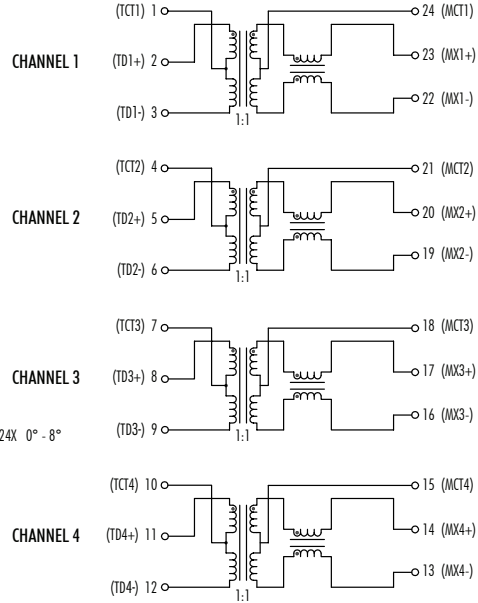 (TCT1) 1 24 (MCT1)
CHANNEL 1 (TD1+) 2 23 (MX1+)
22 (MX1-)
(TD1-) 3
1:1
(TCT2) 4 21 (MCT2)
CHANNEL 2 (TD2+) 5 20 (MX2+)
19 (MX2-)
(TD2-) 6
1:1
(TCT3) 7 18 (MCT3)
CHANNEL 3 (TD3+) 8 17 (MX3+)
16 (MX3-)
24X 0° - 8° (TD3-) 9
1:1
(TCT4) 10 15 (MCT4)
CHANNEL 4 (TD4+) 11 14 (MX4+)
13 (MX4-)
(TD4-) 12
1:1